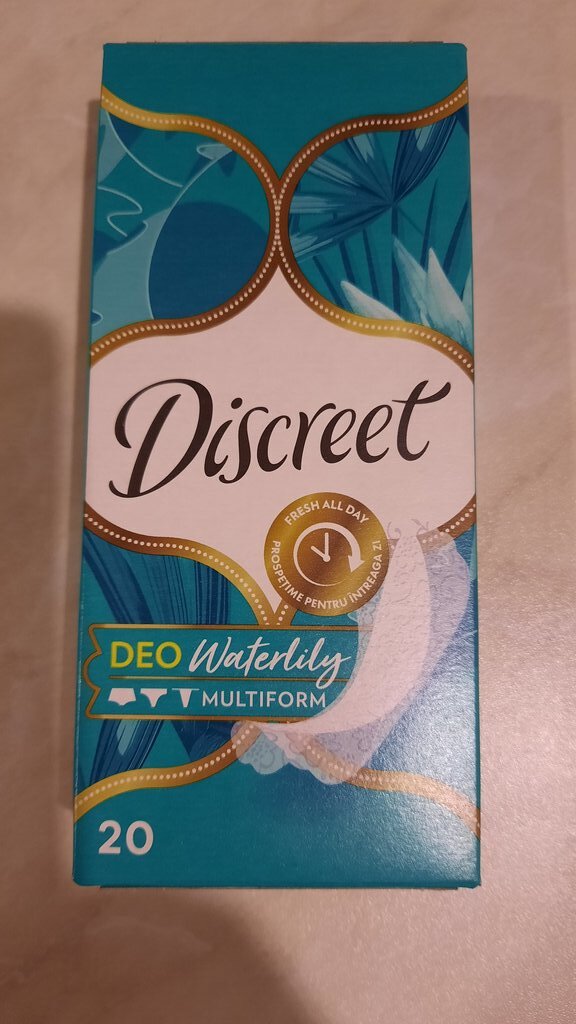 Discreet
FRESH ALL DAY
PROSPEȚIME PENTRU ÎNTREAGA ZI
DEO Waterlily
MULTIFORM
20